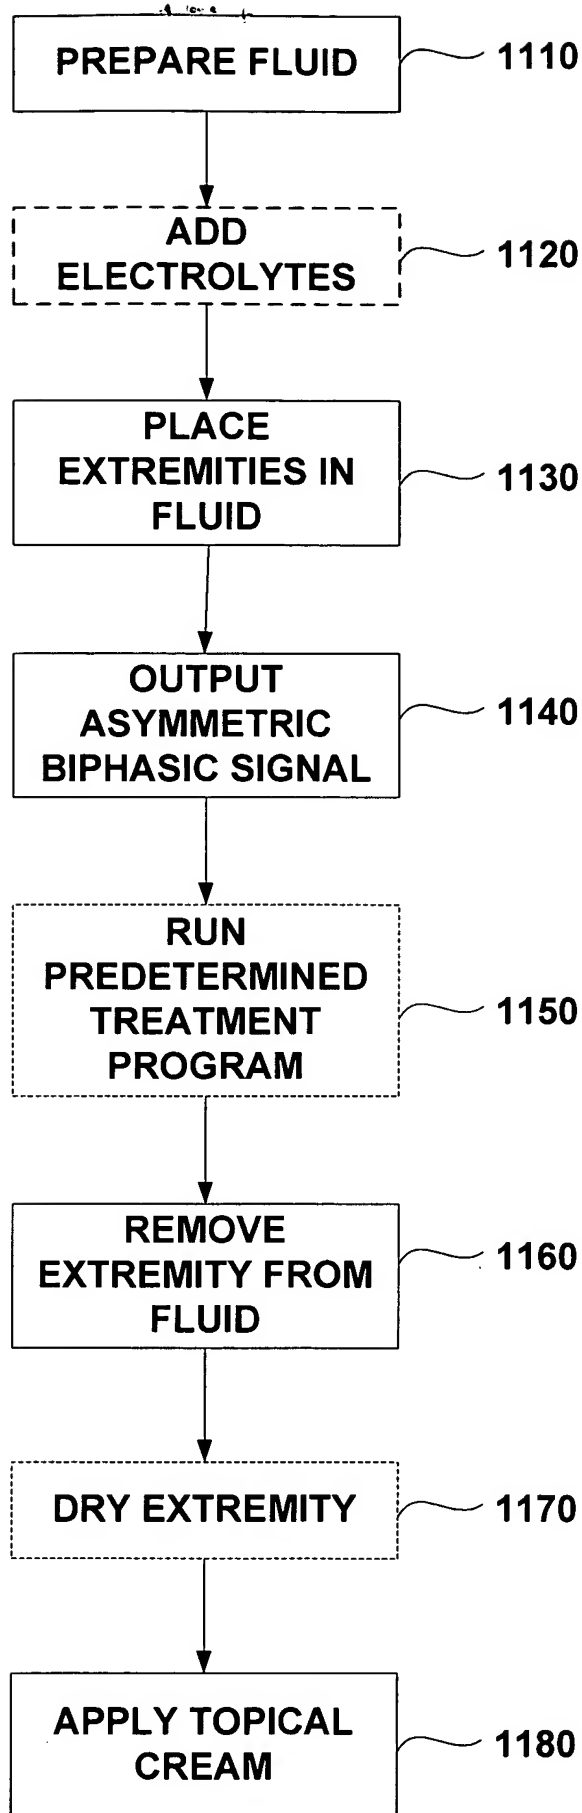 PREPARE FLUID
1110
ADD
ELECTROLYTES
1120
PLACE
EXTREMITIES IN
FLUID
1130
OUTPUT
ASYMMETRIC
BIPHASIC SIGNAL
1140
RUN
PREDETERMINED
TREATMENT
PROGRAM
1150
REMOVE
EXTREMITY FROM
FLUID
1160
DRY EXTREMITY
1170
APPLY TOPICAL
CREAM
1180